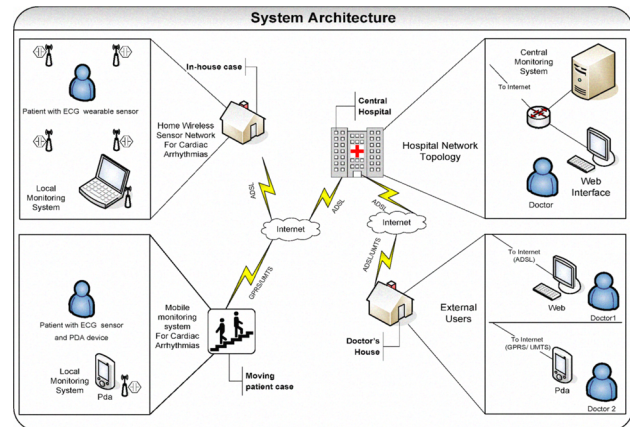 System Architecture
Patient with ECG wearable sensor
Local
Monitoring
System
In-house case
Home Wireless
Sensor Network
For Cardiac
Arrhythmias
Central
Hospital
Hospital Network
Topology
Central
Monitoring
System
To Internet
Doctor
Web
Interface
ADSL
ADSL
ADSL
Internet
Internet
GPRS/UMTS
ADSL/UMTS
Patient with ECG sensor
and PDA device
Local
Monitoring
System
Pda
Mobile
monitoring
system
For Cardiac
Arrhythmias
Moving
patient case
Doctor's
House
External
Users
To Internet
(ADSL)
Web
Doctor1
To Internet
(GPRS/ UMTS)
Pda
Doctor 2